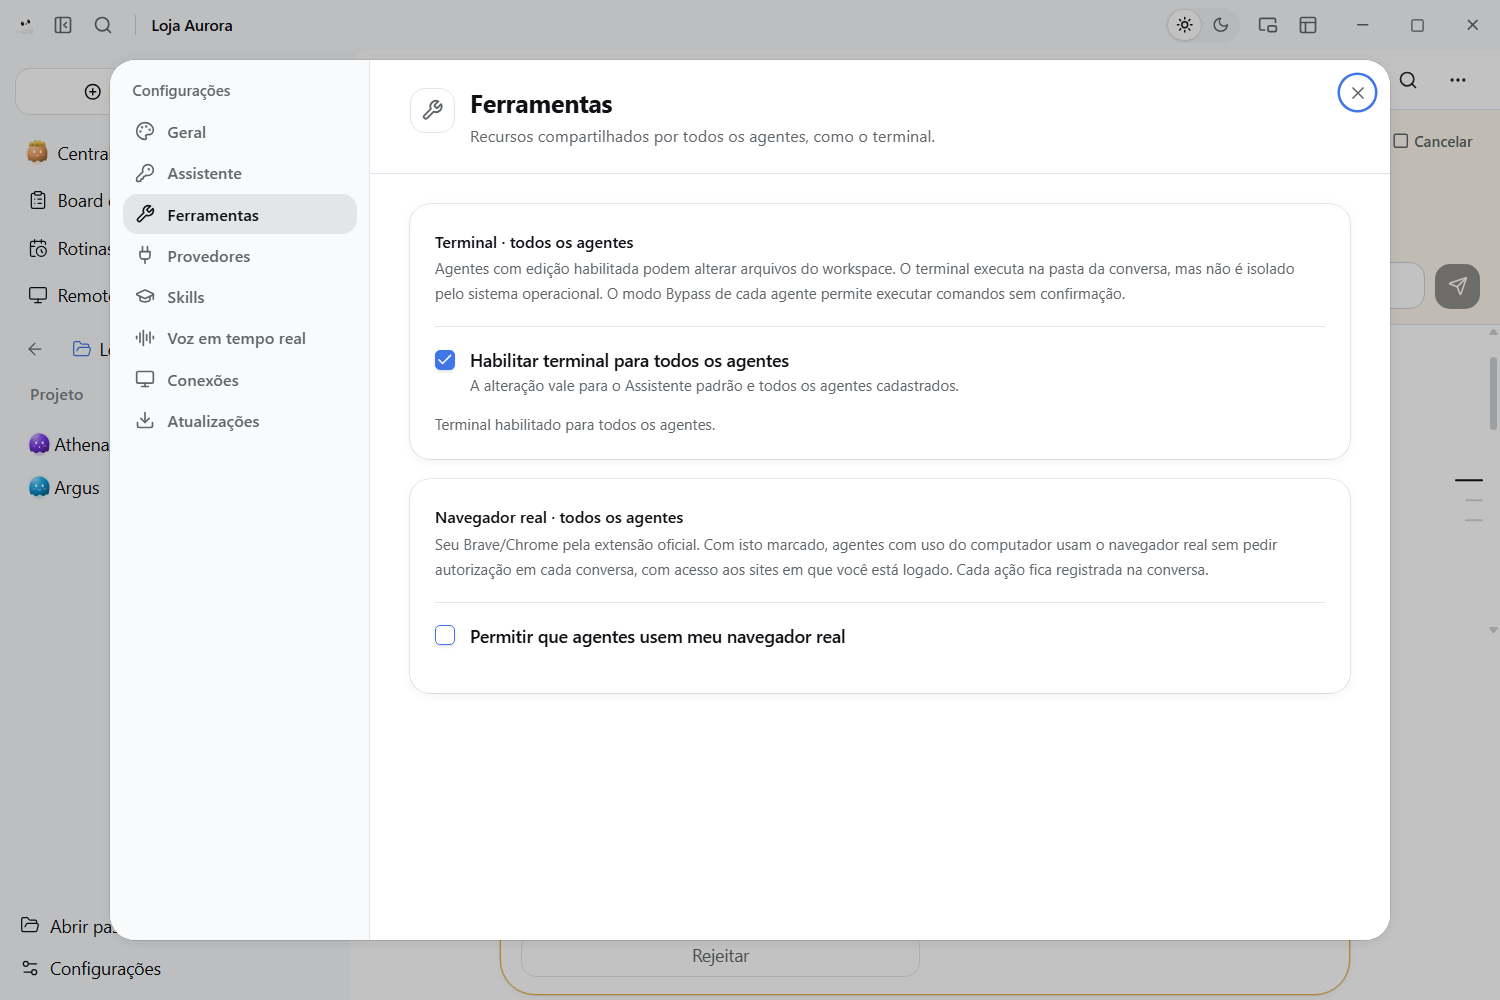 Loja Aurora
Configurações
Geral
Assistente
Ferramentas
Provedores
Skills
Voz em tempo real
Conexões
Atualizações
Ferramentas
Recursos compartilhados por todos os agentes, como o terminal.
Terminal · todos os agentes
Agentes com edição habilitada podem alterar arquivos do workspace. O terminal executa na pasta da conversa, mas não é isolado
pelo sistema operacional. O modo Bypass de cada agente permite executar comandos sem confirmação.
Habilitar terminal para todos os agentes
A alteração vale para o Assistente padrão e todos os agentes cadastrados.
Terminal habilitado para todos os agentes.
Navegador real · todos os agentes
Seu Brave/Chrome pela extensão oficial. Com isto marcado, agentes com uso do computador usam o navegador real sem pedir
autorização em cada conversa, com acesso aos sites em que você está logado. Cada ação fica registrada na conversa.
Permitir que agentes usem meu navegador real
Cancelar
Board
Rotinas
Projeto
Athena
Argus
Abrir
Configurações
Rejeitar